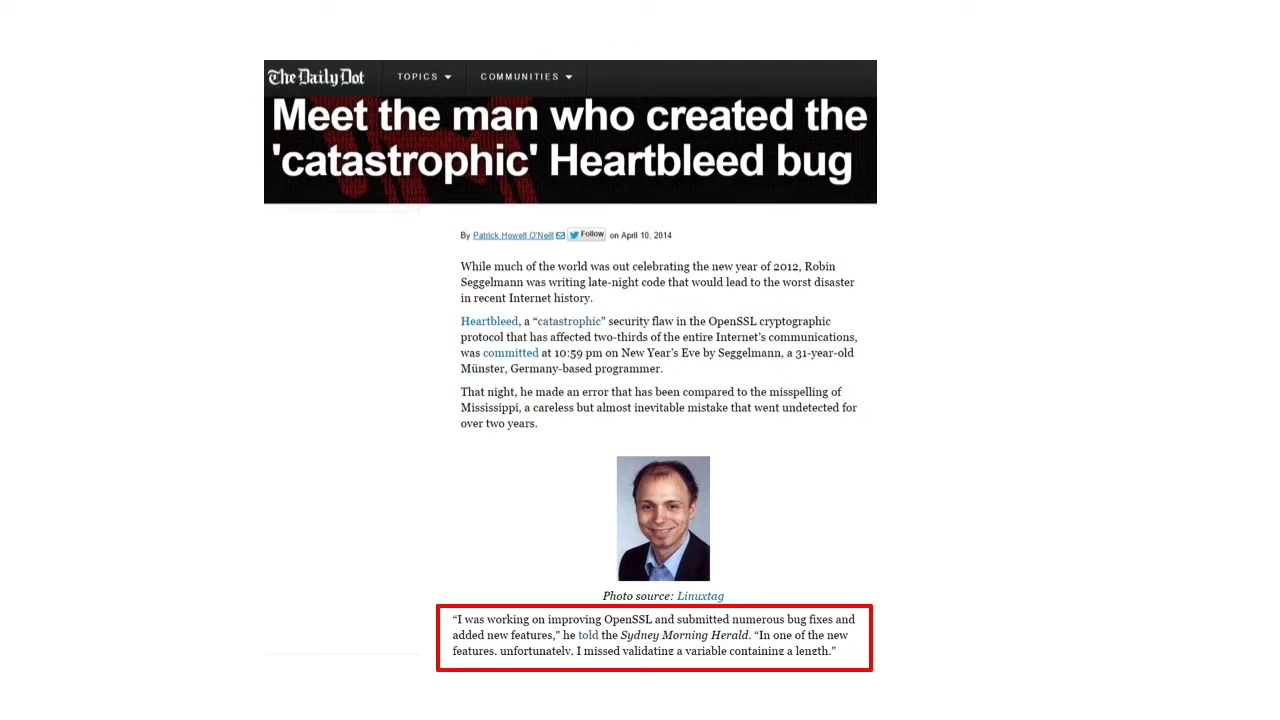 The Daily Dot TOPICS COMMUNITIES
Meet the man who created the
'catastrophic' Heartbleed bug
By Patrick Howell O'Neill Follow on April 10, 2014
While much of the world was out celebrating the new year of 2012, Robin
Seggelmann was writing late-night code that would lead to the worst disaster
in recent Internet history.
Heartbleed, a “catastrophic” security flaw in the OpenSSL cryptographic
protocol that has affected two-thirds of the entire Internet's communications,
was committed at 10:59 pm on New Year's Eve by Seggelmann, a 31-year-old
Münster, Germany-based programmer.
That night, he made an error that has been compared to the misspelling of
Mississippi, a careless but almost inevitable mistake that went undetected for
over two years.
Photo source: Linuxtag
“I was working on improving OpenSSL and submitted numerous bug fixes and
added new features,” he told the Sydney Morning Herald. “In one of the new
features, unfortunately, I missed validating a variable containing a length.”